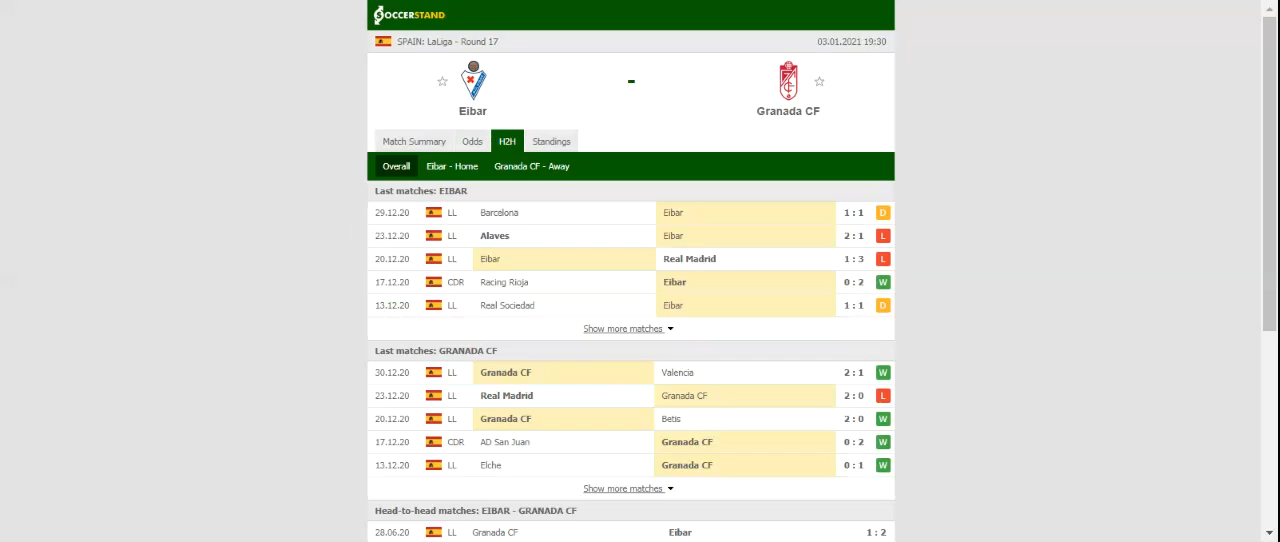 SOCCERSTAND
SPAIN: LaLiga - Round 17 03.01.2021 19:30
-
Eibar Granada CF
Match Summary Odds H2H Standings
Overall Eibar - Home Granada CF - Away
Last matches: EIBAR
29.12.20 LL Barcelona Eibar 1 : 1 D
23.12.20 LL Alaves Eibar 2 : 1 L
20.12.20 LL Eibar Real Madrid 1 : 3 L
17.12.20 CDR Racing Rioja Eibar 0 : 2 W
13.12.20 LL Real Sociedad Eibar 1 : 1 D
Show more matches
Last matches: GRANADA CF
30.12.20 LL Granada CF Valencia 2 : 1 W
23.12.20 LL Real Madrid Granada CF 2 : 0 L
20.12.20 LL Granada CF Betis 2 : 0 W
17.12.20 CDR AD San Juan Granada CF 0 : 2 W
13.12.20 LL Elche Granada CF 0 : 1 W
Show more matches
Head-to-head matches: EIBAR - GRANADA CF
28.06.20 LL Granada CF Eibar 1 : 2